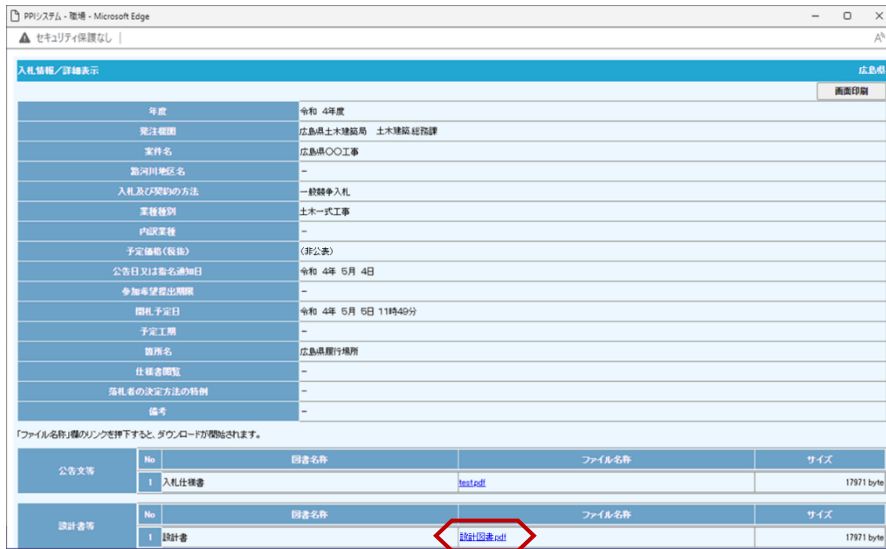 PPIシステム - 職場 - Microsoft Edge
セキュリティ保護なし
入札情報／詳細表示 広島県
画面印刷
年度 令和 4年度
発注機関 広島県土木建築局 土木建築総務課
案件名 広島県〇〇工事
路河川地区名 -
入札及び契約の方法 一般競争入札
業種種別 土木一式工事
内訳業種 -
予定価格(税抜) (非公表)
公告日又は指名通知日 令和 4年 5月 4日
参加希望提出期限 -
開札予定日 令和 4年 5月 5日 11時49分
予定工期 -
箇所名 広島県履行場所
仕様書閲覧 -
落札者の決定方法の特例 -
備考 -
「ファイル名称」欄のリンクを押下すると、ダウンロードが開始されます。
公告文等
No 図書名称 ファイル名称 サイズ
1 入札仕様書 test.pdf 17971 byte
設計書等
No 図書名称 ファイル名称 サイズ
1 設計書 設計図書.pdf 17971 byte